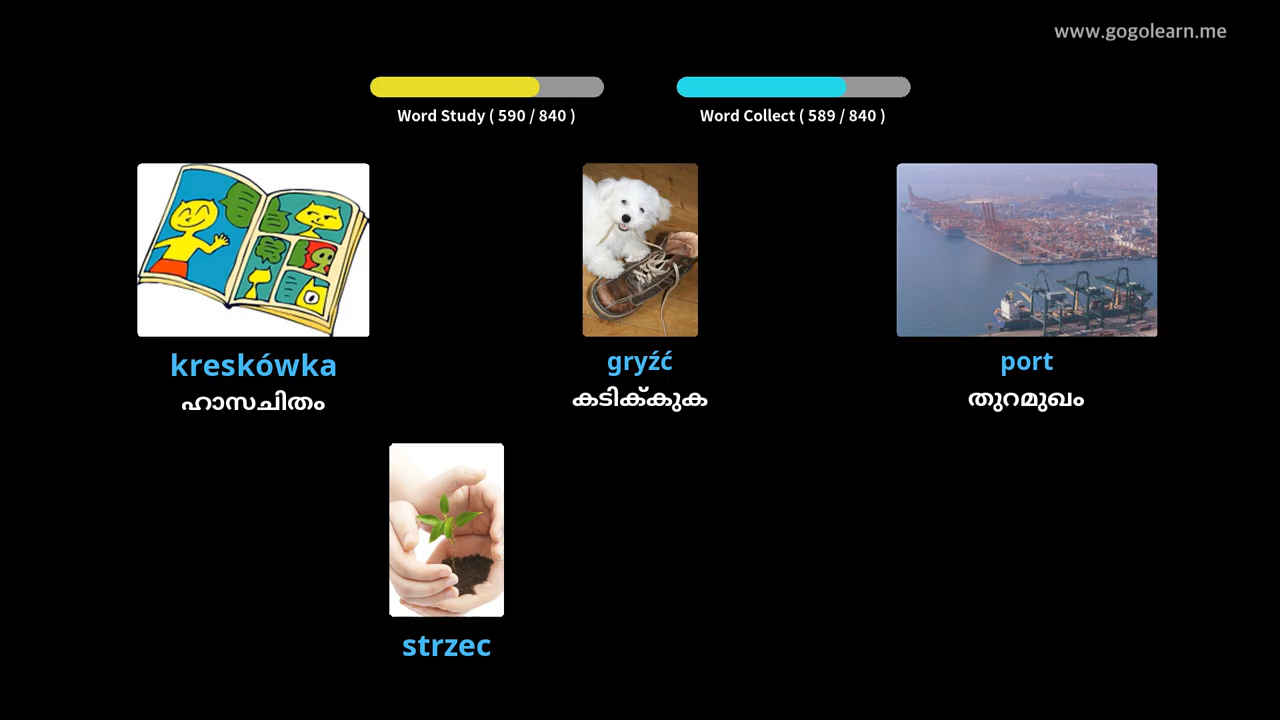 www.gogolearn.me
Word Study ( 590 / 840 )
Word Collect ( 589 / 840 )
kreskówka
ഹാസചിതം
gryźć
കടിക്കുക
port
തുറമുഖം
strzec